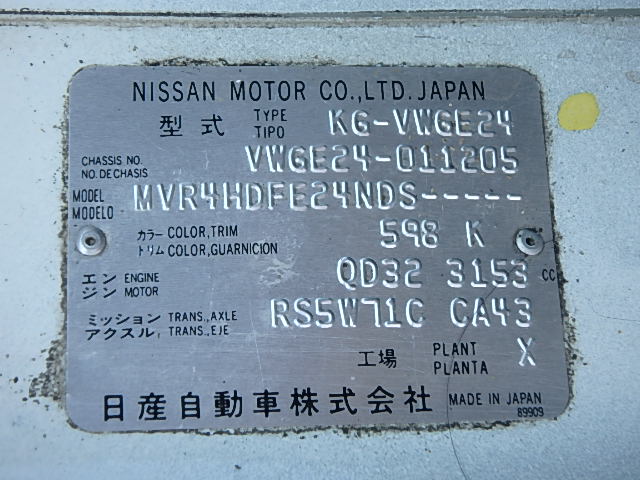 NISSAN MOTOR CO.,LTD. JAPAN
型式 TYPE TIPO KG-VWGE24
CHASSIS NO. NO.DE CHASIS VWGE24-011205
MODEL MODELO MVR4HDFE24NDS-----
カラー COLOR,TRIM 598 K
トリム COLOR,GUARNICION
エンジン ENGINE MOTOR QD32 3153 CC
ミッション TRANS.,AXLE RS5W71C CA43
アクスル TRANS.,EJE
工場 PLANT PLANTA X
日産自動車株式会社 MADE IN JAPAN
89909